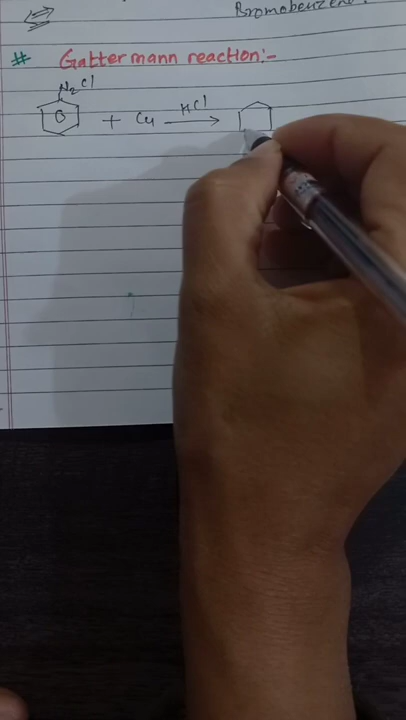 Bromobenzene.
# Gattermann reaction:-
N₂Cl
+ Cu HCl →